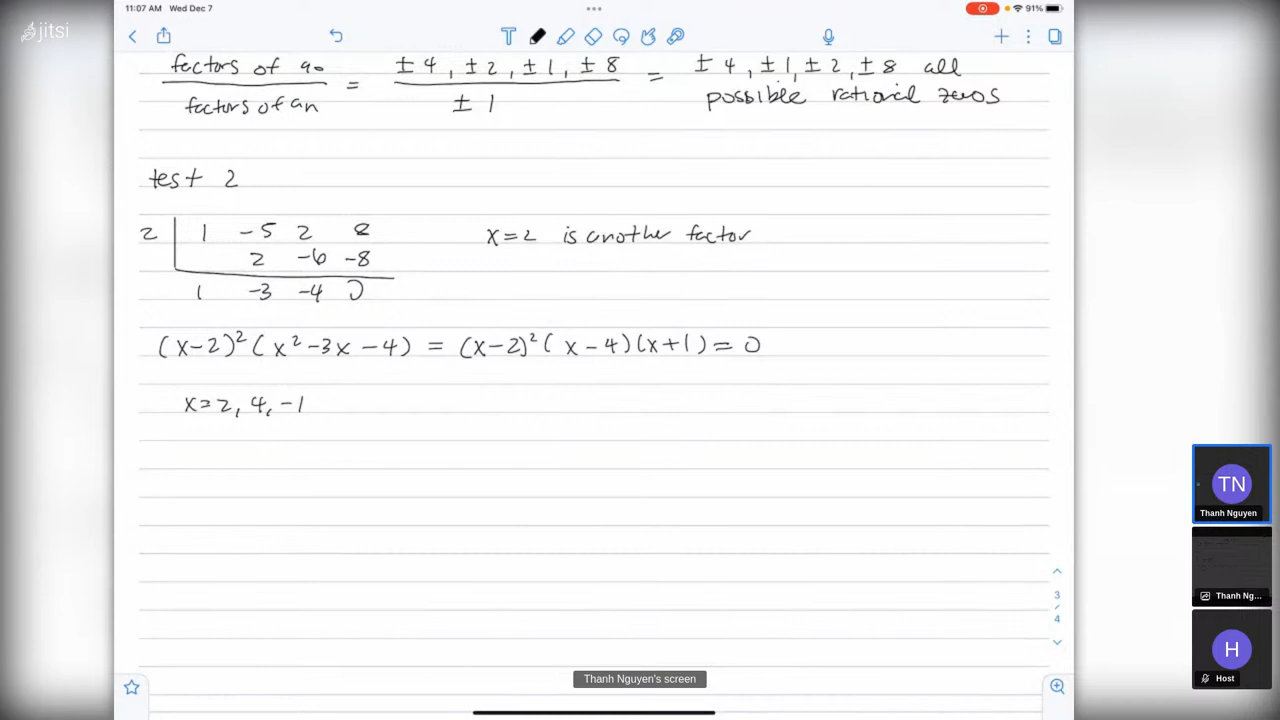 11:07 AM Wed Dec 7
91%
jitsi
factors of a₀ / factors of an = ± 4, ± 2, ± 1, ± 8 / ± 1 = ± 4, ± 1, ± 2, ± 8 all
possible rational zeros
test 2
2 | 1 -5 2 8
2 -6 -8
1 -3 -4 0
x=2 is another factor
(x-2)² (x² -3x -4) = (x-2)² (x-4)(x+1) = 0
x=2, 4, -1
3
/
4
TN
Thanh Nguyen
Thanh Ng...
H
Host
Thanh Nguyen's screen